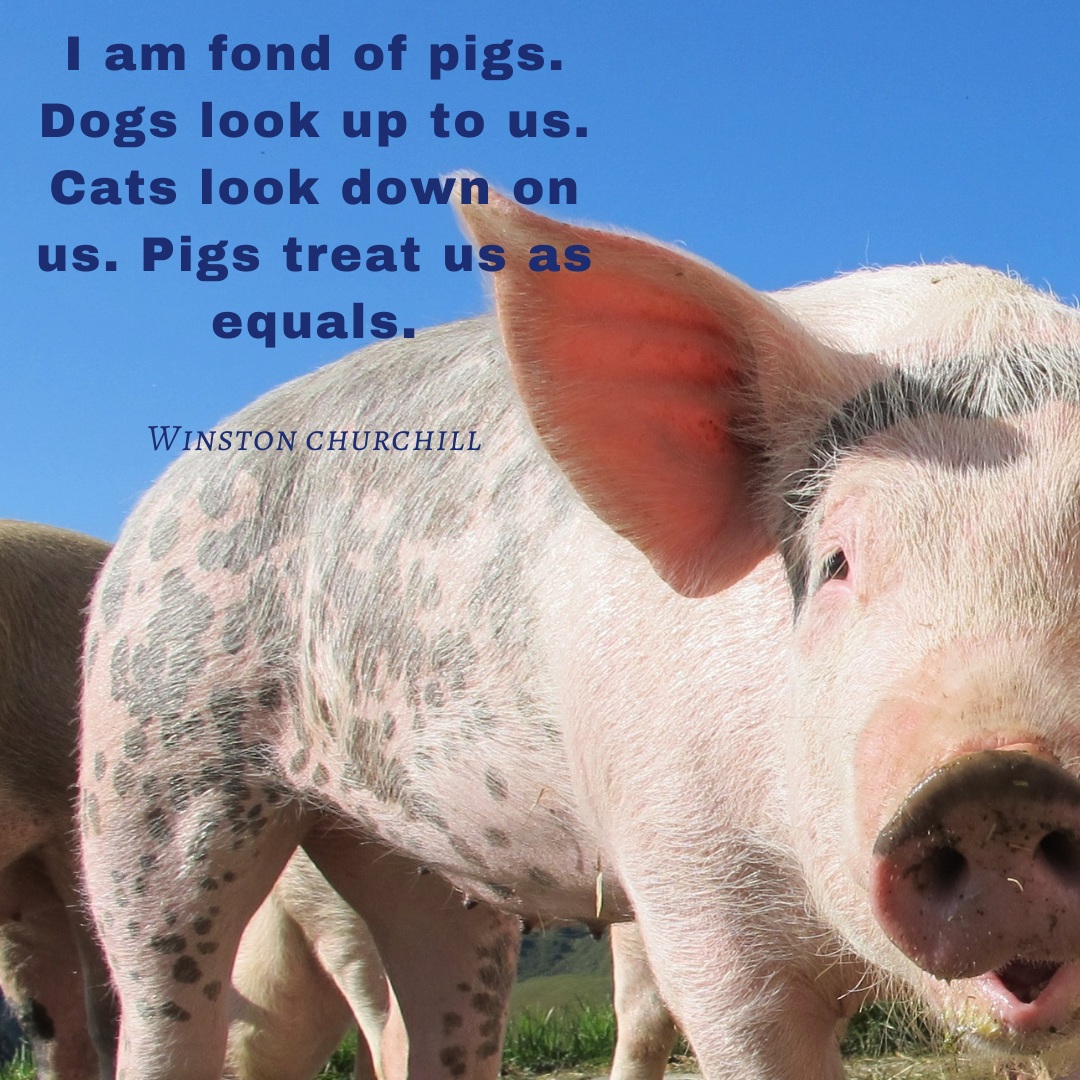 I am fond of pigs.
Dogs look up to us.
Cats look down on
us. Pigs treat us as
equals.
Winston churchill